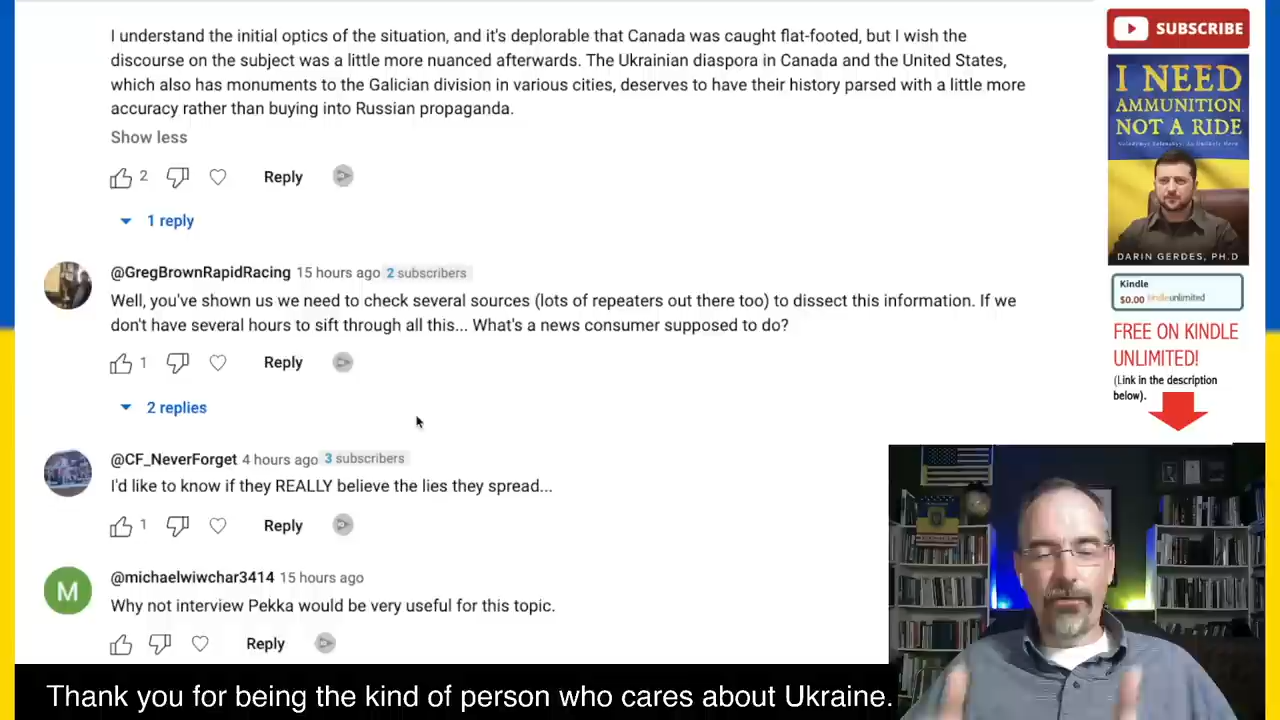 I understand the initial optics of the situation, and it's deplorable that Canada was caught flat-footed, but I wish the
discourse on the subject was a little more nuanced afterwards. The Ukrainian diaspora in Canada and the United States,
which also has monuments to the Galician division in various cities, deserves to have their history parsed with a little more
accuracy rather than buying into Russian propaganda.
Show less
2
Reply
1 reply
@GregBrownRapidRacing 15 hours ago 2 subscribers
Well, you've shown us we need to check several sources (lots of repeaters out there too) to dissect this information. If we
don't have several hours to sift through all this... What's a news consumer supposed to do?
1
Reply
2 replies
@CF_NeverForget 4 hours ago 3 subscribers
I'd like to know if they REALLY believe the lies they spread...
1
Reply
M
@michaelwiwchar3414 15 hours ago
Why not interview Pekka would be very useful for this topic.
Reply
SUBSCRIBE
I NEED
AMMUNITION
NOT A RIDE
Volodymyr Zelenskyy: An Unlikely Hero
DARIN GERDES, PH.D
Kindle
$0.00 kindleunlimited
FREE ON KINDLE
UNLIMITED!
(Link in the description
below).
Thank you for being the kind of person who cares about Ukraine.